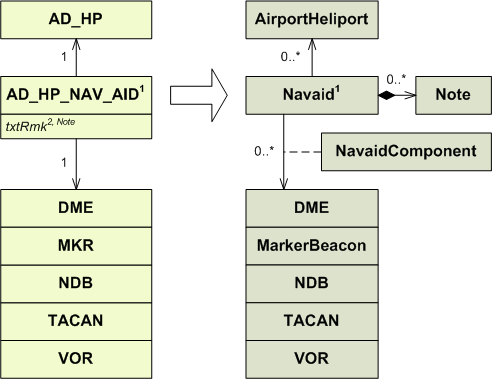 AD_HP
1
AD_HP_NAV_AID¹
txtRmk², Note
1
DME
MKR
NDB
TACAN
VOR
AirportHeliport
0..*
Navaid¹
0..*
Note
0..*
NavaidComponent
DME
MarkerBeacon
NDB
TACAN
VOR